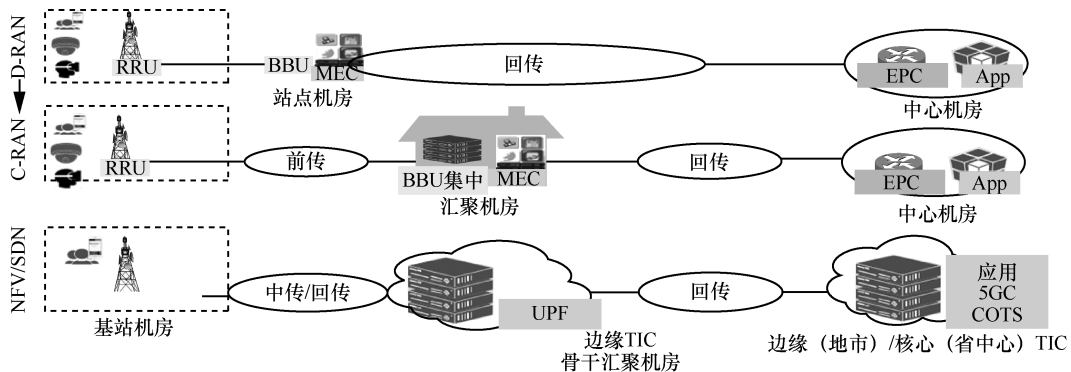 D-RAN
RRU
BBU
MEC
站点机房
回传
EPC
App
中心机房
C-RAN
RRU
前传
BBU集中
MEC
汇聚机房
回传
EPC
App
中心机房
NFV/SDN
基站机房
中传/回传
UPF
边缘TIC
骨干汇聚机房
回传
应用
5GC
COTS
边缘（地市）/核心（省中心）TIC